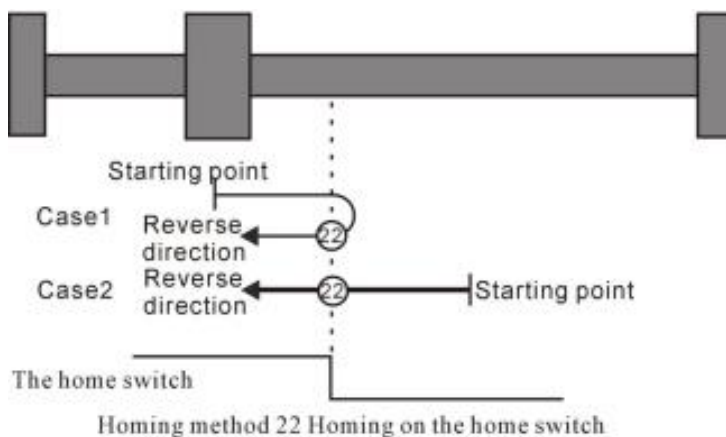 Starting point
Case1
Reverse
direction
22
Case2
Reverse
direction
22
Starting point
The home switch
Homing method 22 Homing on the home switch